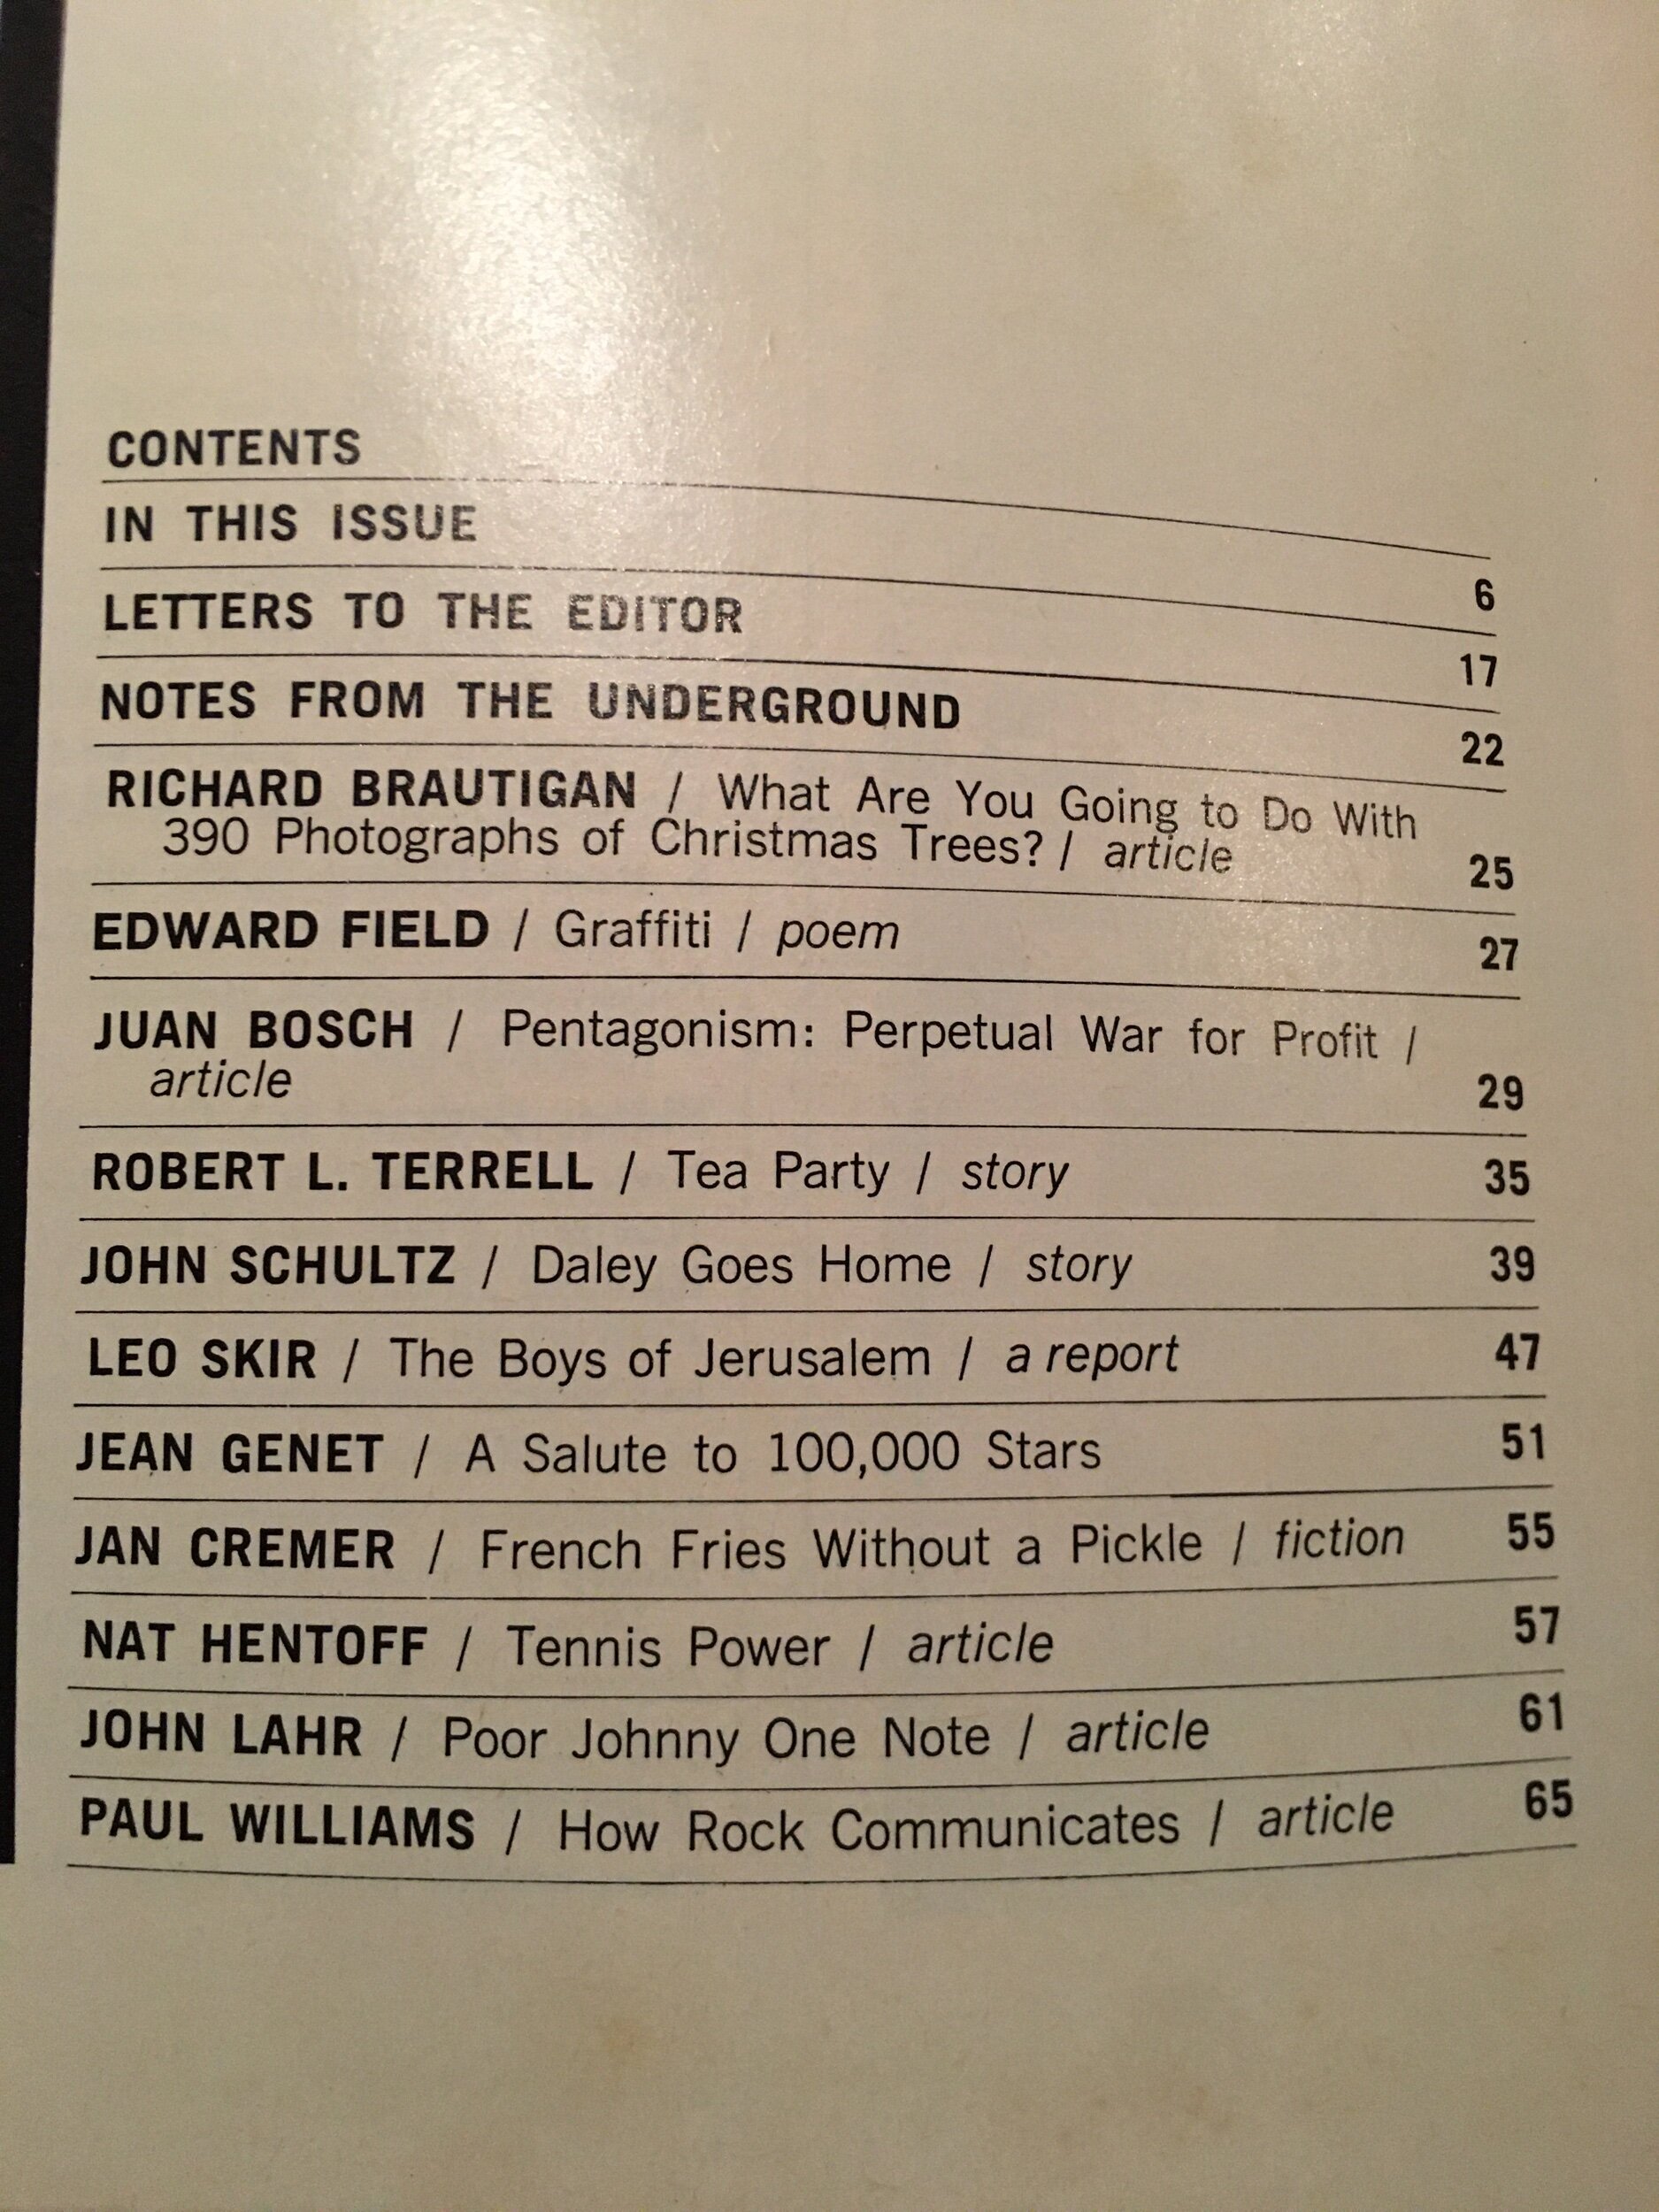 CONTENTS
IN THIS ISSUE 6
LETTERS TO THE EDITOR 17
NOTES FROM THE UNDERGROUND 22
RICHARD BRAUTIGAN / What Are You Going to Do With
390 Photographs of Christmas Trees? / article 25
EDWARD FIELD / Graffiti / poem 27
JUAN BOSCH / Pentagonism: Perpetual War for Profit /
article 29
ROBERT L. TERRELL / Tea Party / story 35
JOHN SCHULTZ / Daley Goes Home / story 39
LEO SKIR / The Boys of Jerusalem / a report 47
JEAN GENET / A Salute to 100,000 Stars 51
JAN CREMER / French Fries Without a Pickle / fiction 55
NAT HENTOFF / Tennis Power / article 57
JOHN LAHR / Poor Johnny One Note / article 61
PAUL WILLIAMS / How Rock Communicates / article 65